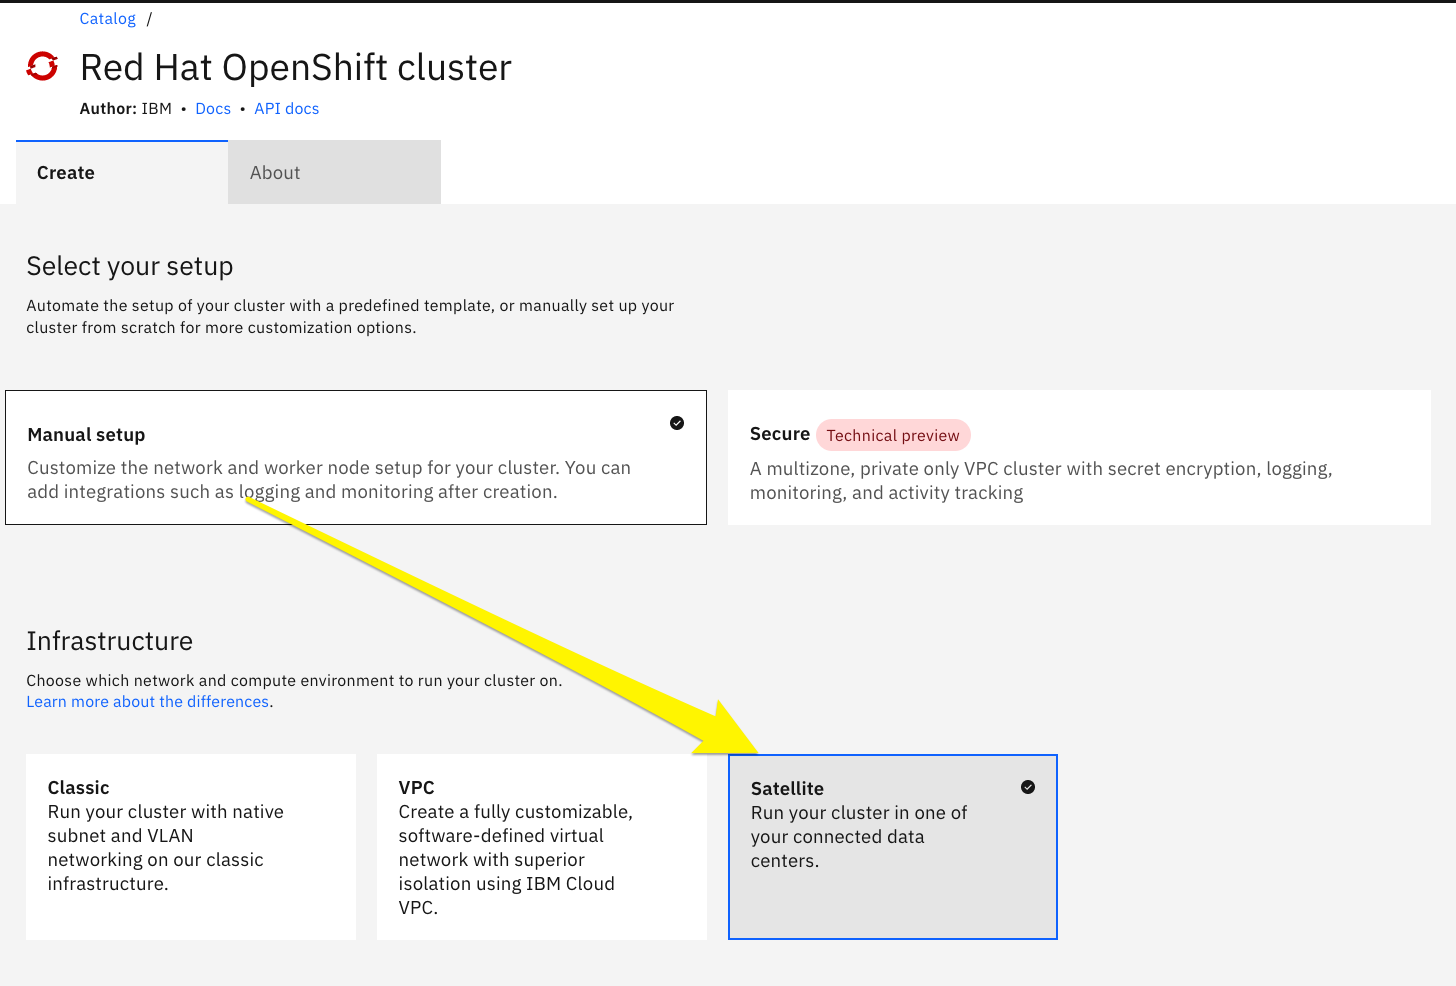 Catalog /
Red Hat OpenShift cluster
Author: IBM • Docs • API docs
Create
About
Select your setup
Automate the setup of your cluster with a predefined template, or manually set up your
cluster from scratch for more customization options.
Manual setup
Customize the network and worker node setup for your cluster. You can
add integrations such as logging and monitoring after creation.
Secure Technical preview
A multizone, private only VPC cluster with secret encryption, logging,
monitoring, and activity tracking
Infrastructure
Choose which network and compute environment to run your cluster on.
Learn more about the differences.
Classic
Run your cluster with native
subnet and VLAN
networking on our classic
infrastructure.
VPC
Create a fully customizable,
software-defined virtual
network with superior
isolation using IBM Cloud
VPC.
Satellite
Run your cluster in one of
your connected data
centers.